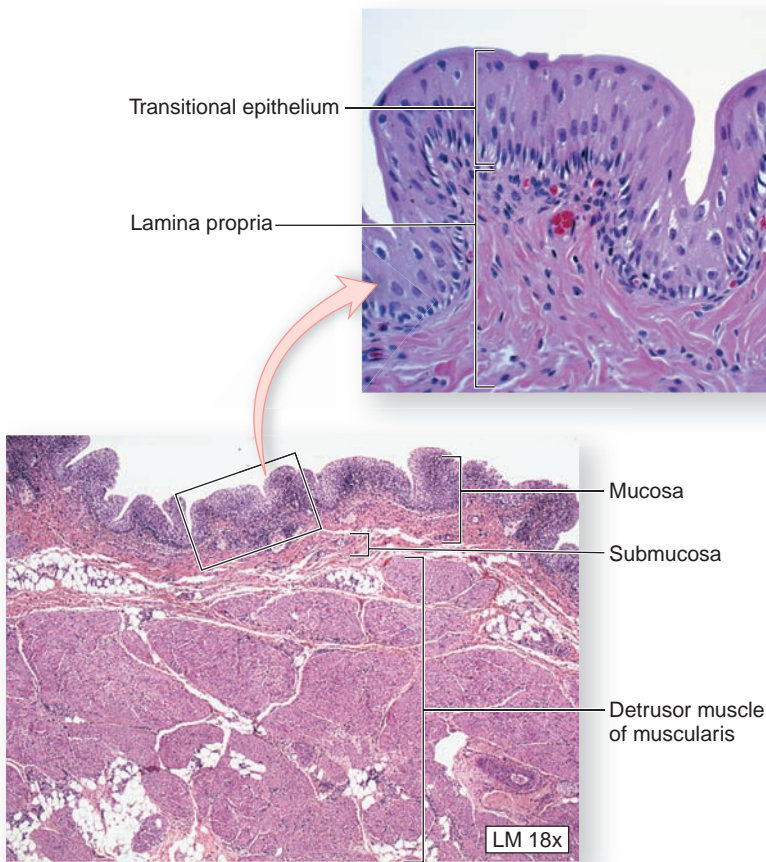 Transitional epithelium
Lamina propria
Mucosa
Submucosa
Detrusor muscle
of muscularis
LM 18x